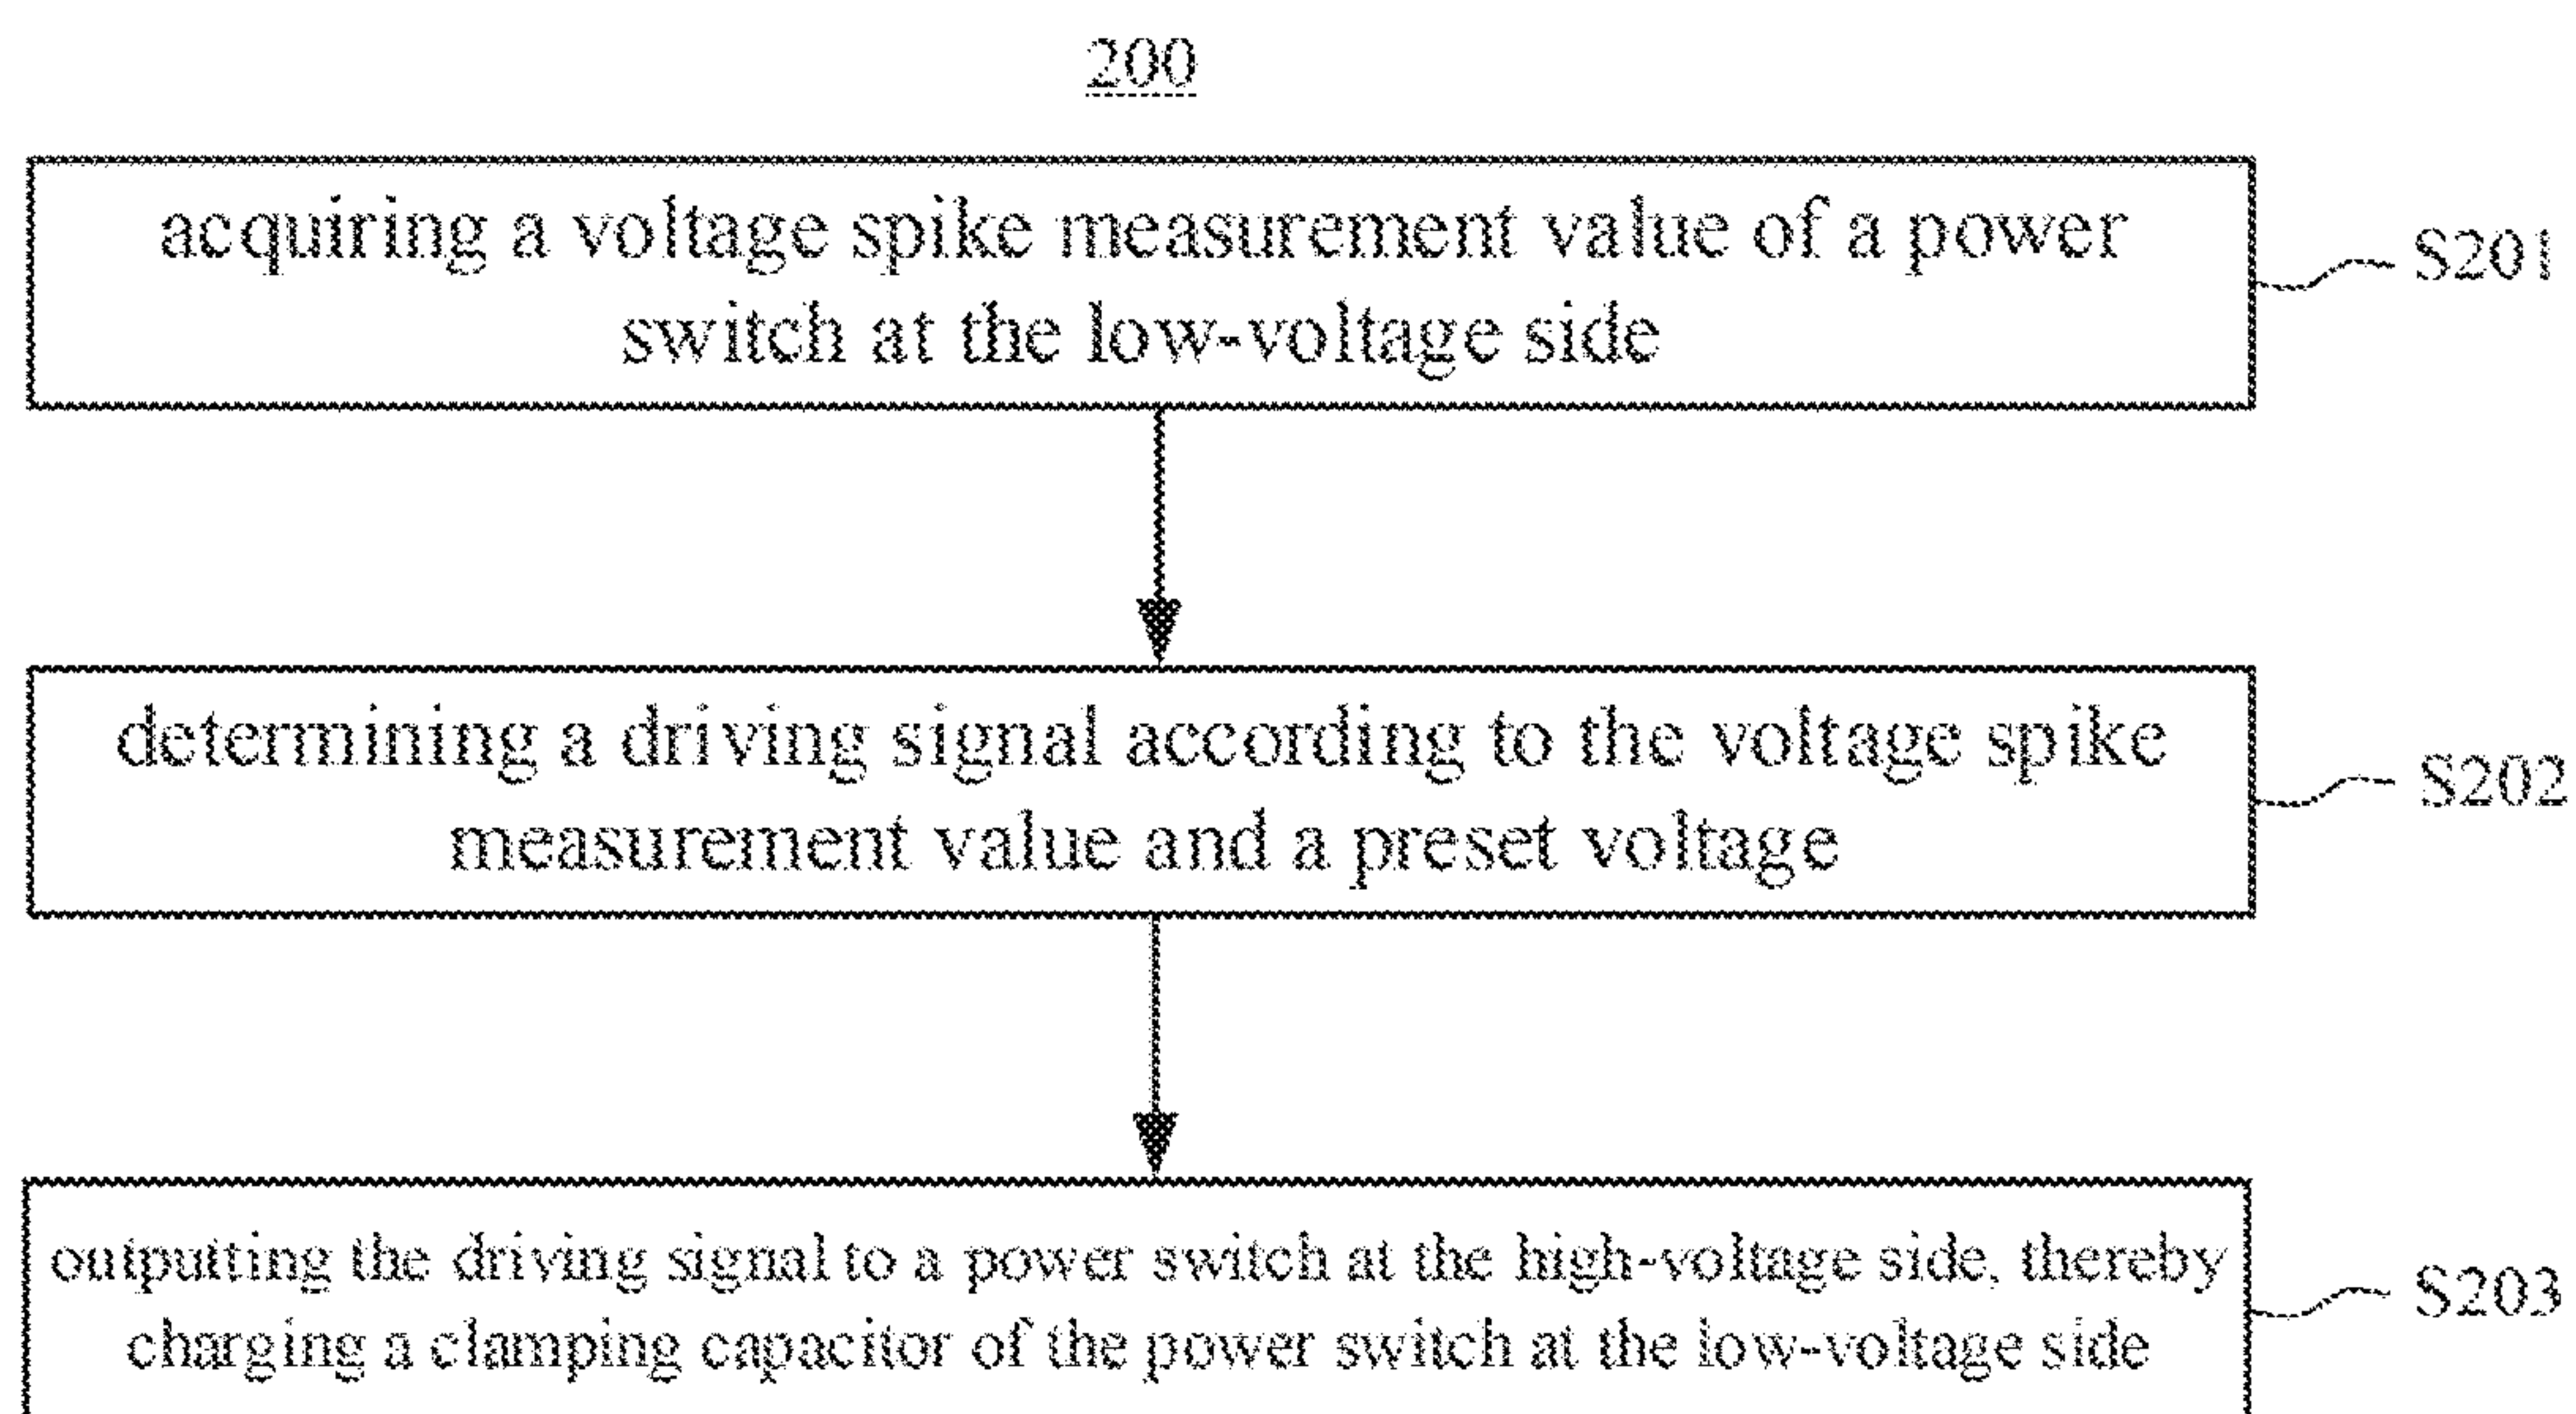 200
acquiring a voltage spike measurement value of a power
switch at the low-voltage side
S201
determining a driving signal according to the voltage spike
measurement value and a preset voltage
S202
outputting the driving signal to a power switch at the high-voltage side, thereby
charging a clamping capacitor of the power switch at the low-voltage side
S203